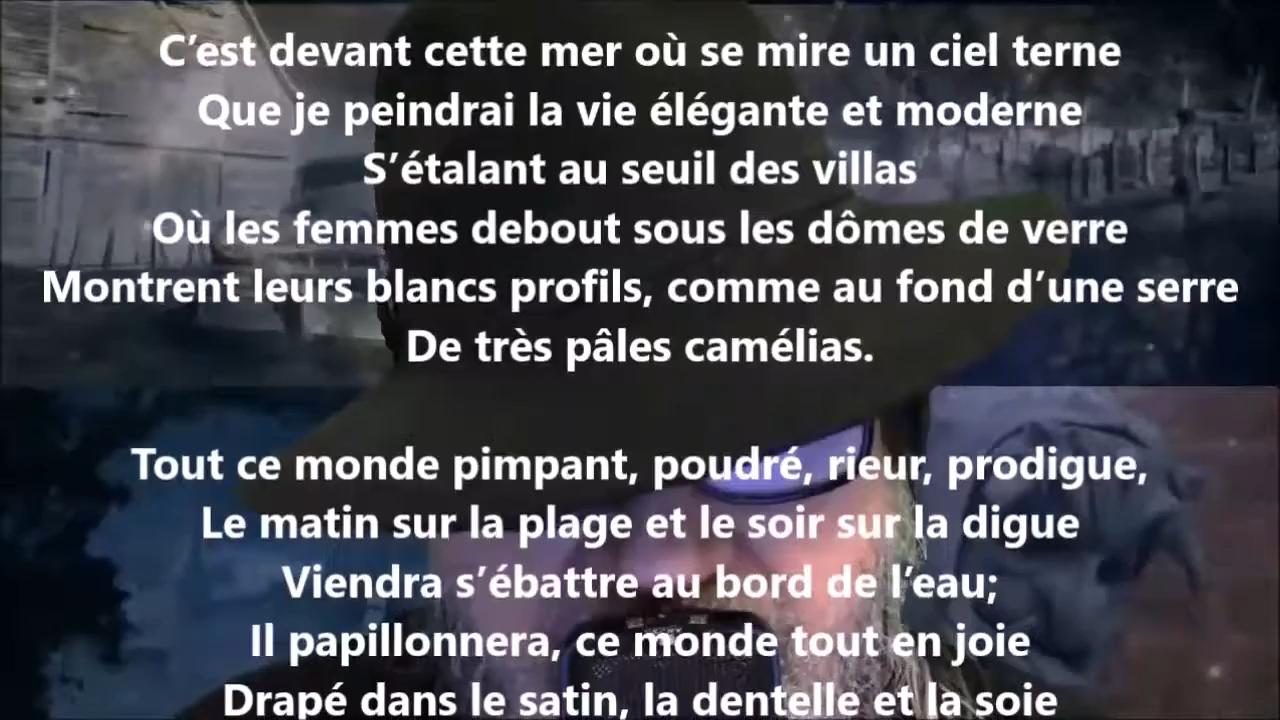 C’est devant cette mer où se mire un ciel terne
Que je peindrai la vie élégante et moderne
S’étalant au seuil des villas
Où les femmes debout sous les dômes de verre
Montrent leurs blancs profils, comme au fond d’une serre
De très pâles camélias.
Tout ce monde pimpant, poudré, rieur, prodigue,
Le matin sur la plage et le soir sur la digue
Viendra s’ébattre au bord de l’eau;
Il papillonnera, ce monde tout en joie
Drapé dans le satin, la dentelle et la soie